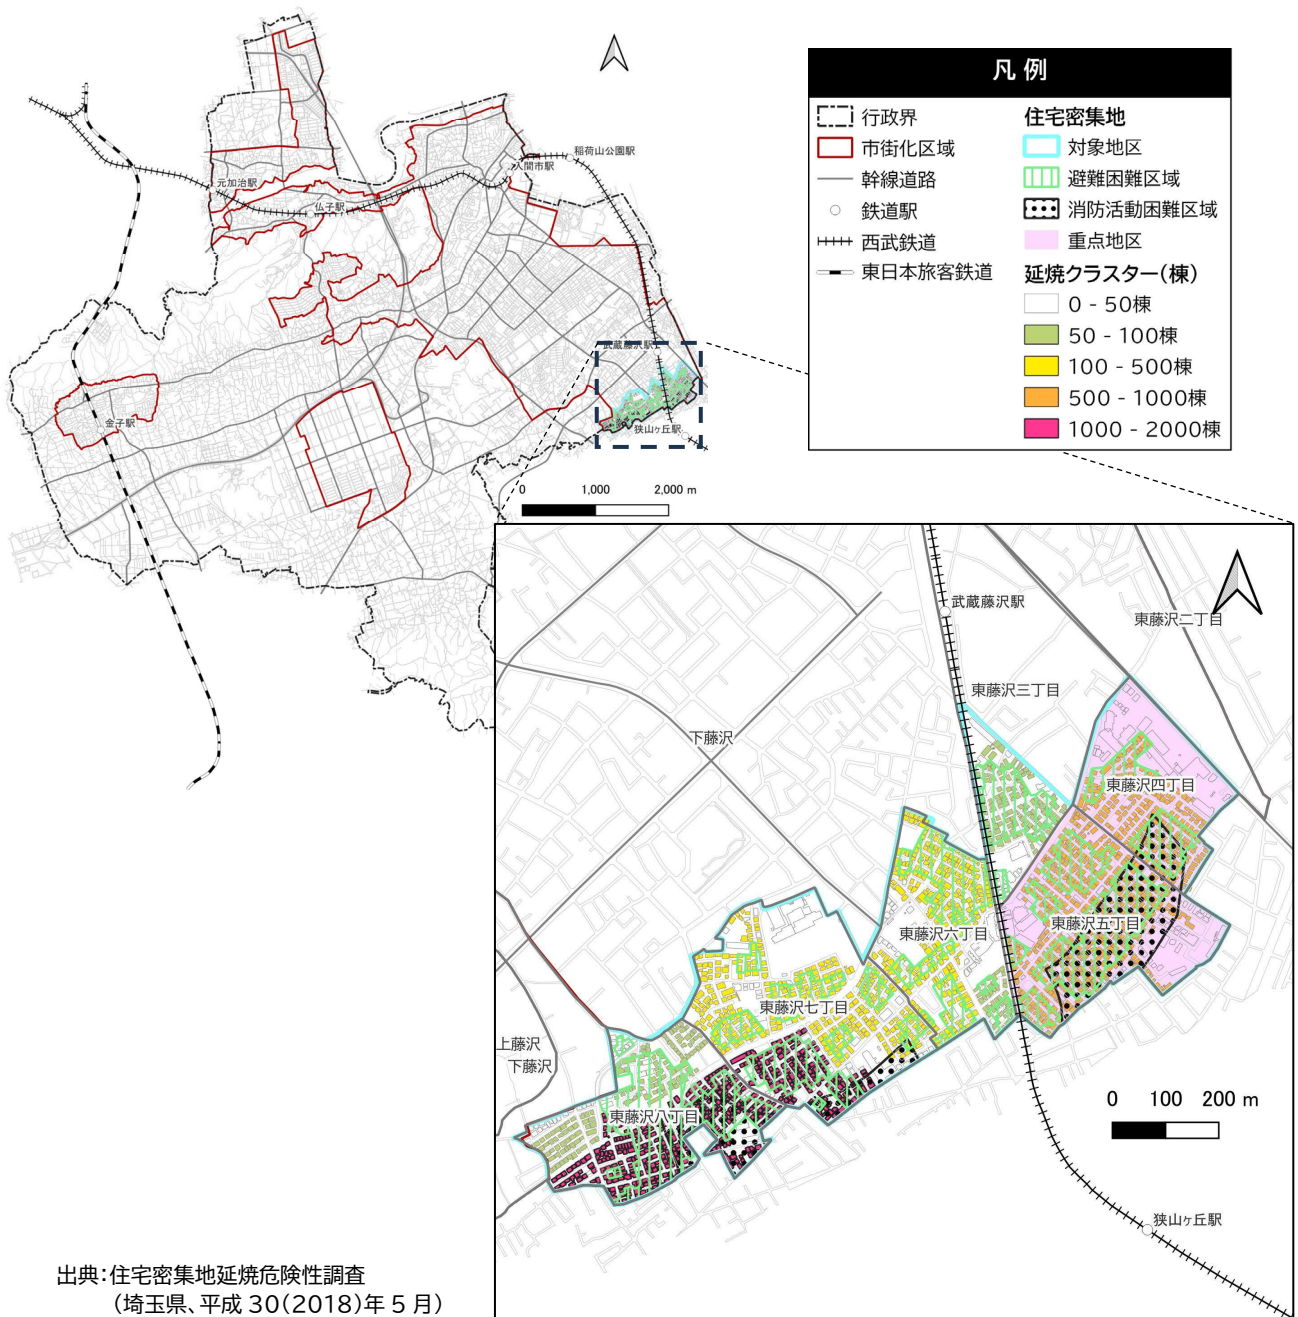 稲荷山公園駅
入間市駅
元加治駅
仏子駅
武蔵藤沢駅
金子駅
狭山ヶ丘駅
0 1,000 2,000 m
凡 例
行政界
市街化区域
幹線道路
鉄道駅
西武鉄道
東日本旅客鉄道
住宅密集地
対象地区
避難困難区域
消防活動困難区域
重点地区
延焼クラスター(棟)
0 - 50棟
50 - 100棟
100 - 500棟
500 - 1000棟
1000 - 2000棟
武蔵藤沢駅
東藤沢二丁目
東藤沢三丁目
下藤沢
東藤沢四丁目
東藤沢五丁目
東藤沢六丁目
東藤沢七丁目
上藤沢
下藤沢
東藤沢八丁目
0 100 200 m
狭山ヶ丘駅
出典：住宅密集地延焼危険性調査
（埼玉県、平成 30(2018)年 5 月）